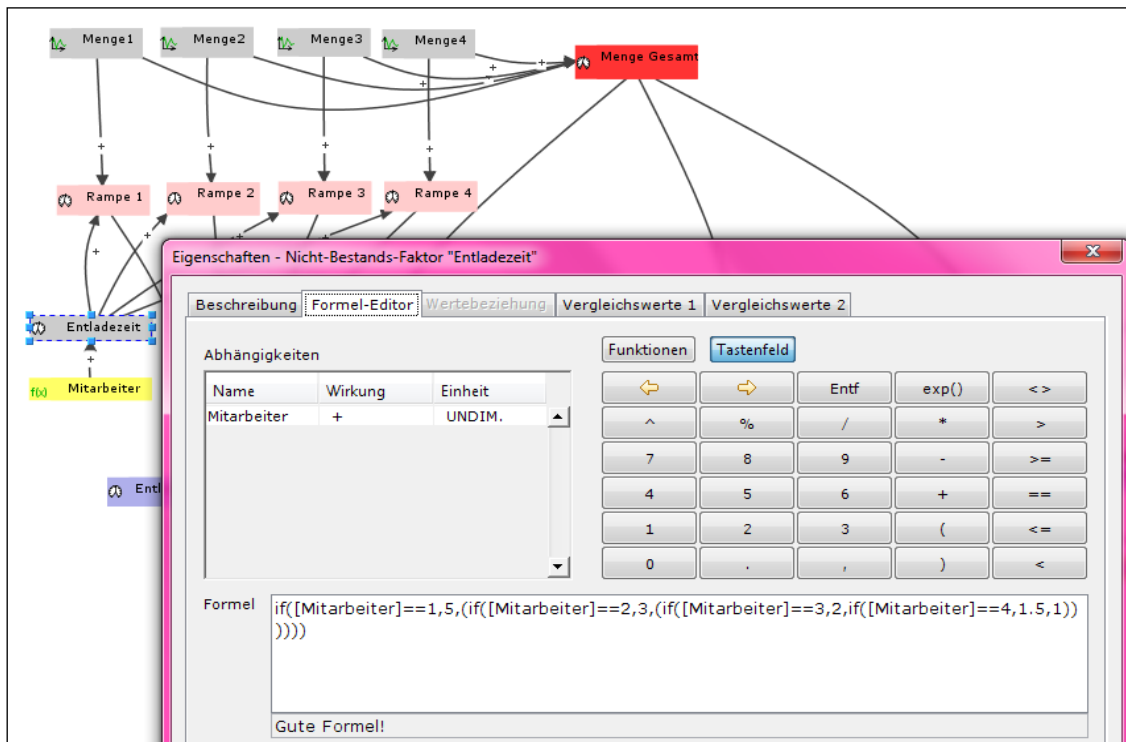 Menge1
Menge2
Menge3
Menge4
Menge Gesamt
+
+
+
+
+
+
+
Rampe 1
Rampe 2
Rampe 3
Rampe 4
+
+
+
+
Entladezeit
+
f(x) Mitarbeiter
Entl
Eigenschaften - Nicht-Bestands-Faktor "Entladezeit"
x
Beschreibung Formel-Editor Wertebeziehung Vergleichswerte 1 Vergleichswerte 2
Abhängigkeiten
Funktionen Tastenfeld
Name Wirkung Einheit
Mitarbeiter + UNDIM.
Entf exp() <>
^ % / * >
7 8 9 - >=
4 5 6 + ==
1 2 3 ( <=
0 . , ) <
Formel
if([Mitarbeiter]==1,5,(if([Mitarbeiter]==2,3,(if([Mitarbeiter]==3,2,if([Mitarbeiter]==4,1.5,1))
))))
Gute Formel!